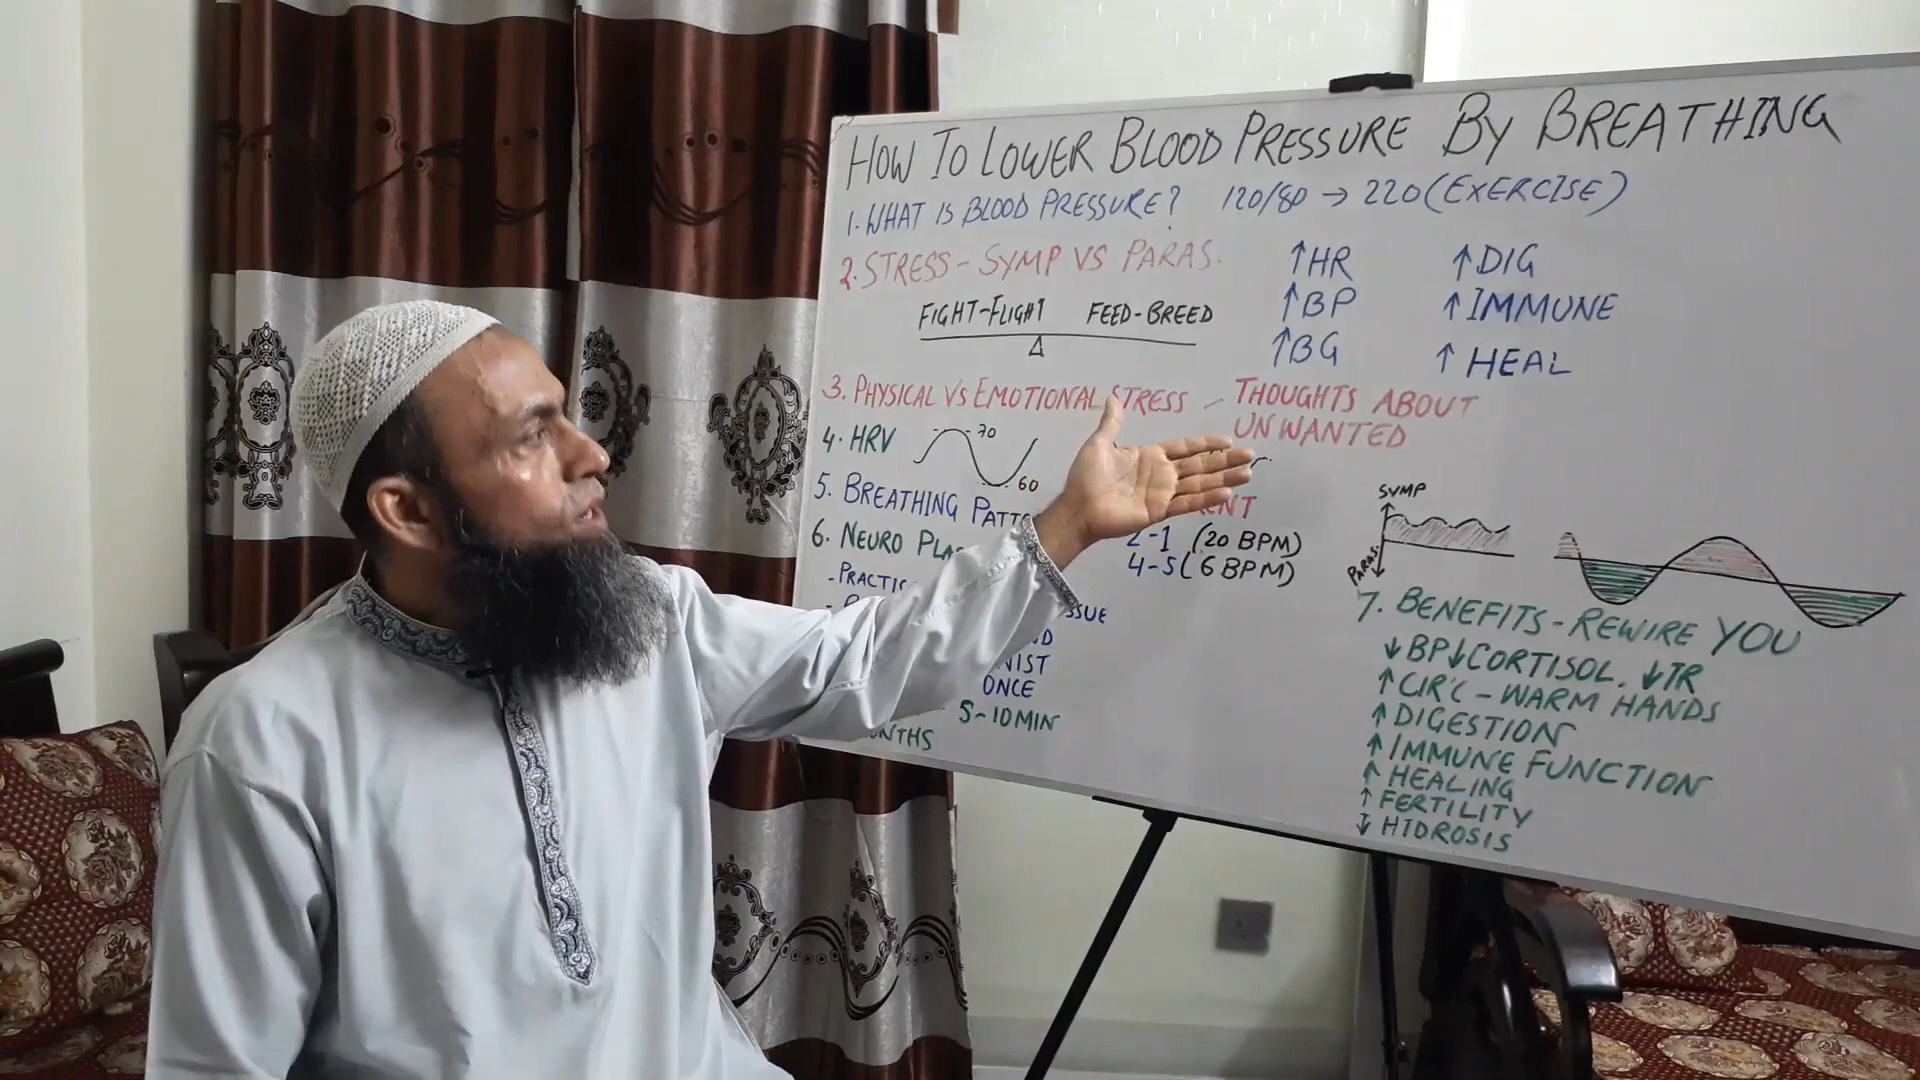 HOW TO LOWER BLOOD PRESSURE BY BREATHING
1. WHAT IS BLOOD PRESSURE? 120/80 → 220 (EXERCISE)
2. STRESS - SYMP VS PARAS.
FIGHT-FLIGHT FEED-BREED
↑HR ↑DIG
↑BP ↑IMMUNE
↑BG ↑HEAL
3. PHYSICAL VS EMOTIONAL STRESS - THOUGHTS ABOUT
UNWANTED
4. HRV 70
60
5. BREATHING
6. NEURO
2-1 (20 BPM)
4-5 (6 BPM)
ONCE
5-10 MIN
SYMP
PARAS.
7. BENEFITS - REWIRE YOU
↓BP ↓CORTISOL. ↓TR
↑CIR'C - WARM HANDS
↑DIGESTION
↑IMMUNE FUNCTION
↑HEALING
↑FERTILITY
↓HIDROSIS